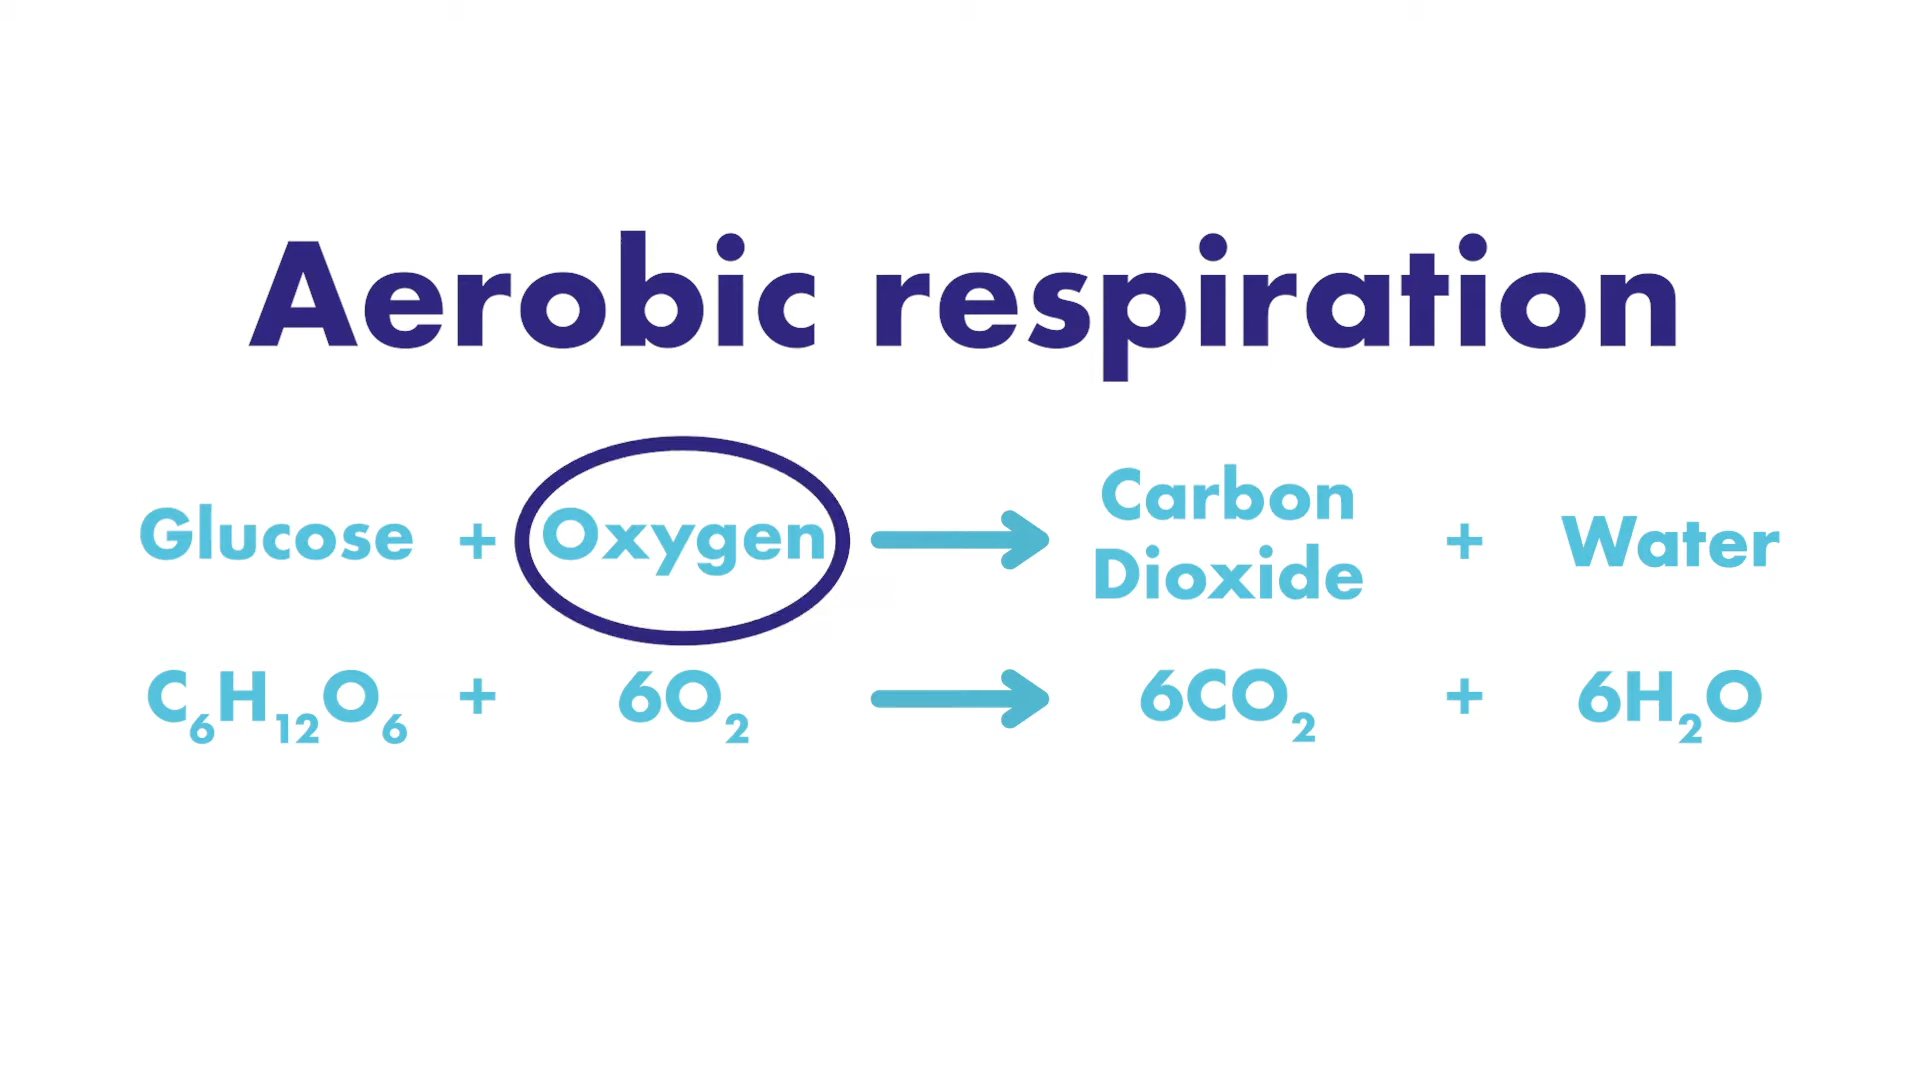 Aerobic respiration
Glucose + Oxygen → Carbon Dioxide + Water
C₆H₁₂O₆ + 6O₂ → 6CO₂ + 6H₂O